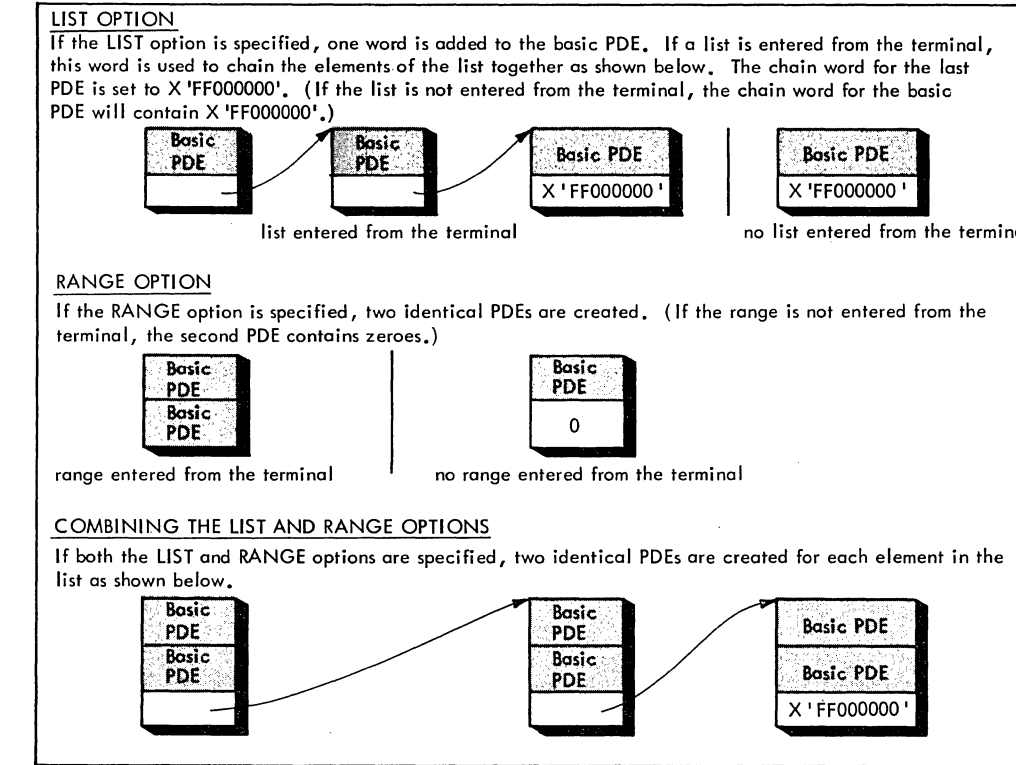 LIST OPTION
If the LIST option is specified, one word is added to the basic PDE. If a list is entered from the terminal,
this word is used to chain the elements of the list together as shown below. The chain word for the last
PDE is set to X 'FF000000'. (If the list is not entered from the terminal, the chain word for the basic
PDE will contain X 'FF000000'.)
Basic
PDE
Basic
PDE
Basic PDE
X 'FF000000'
Basic PDE
X 'FF000000'
list entered from the terminal
no list entered from the
RANGE OPTION
If the RANGE option is specified, two identical PDEs are created. (If the range is not entered from the
terminal, the second PDE contains zeroes.)
Basic
PDE
Basic
PDE
Basic
PDE
0
range entered from the terminal
no range entered from the terminal
COMBINING THE LIST AND RANGE OPTIONS
If both the LIST and RANGE options are specified, two identical PDEs are created for each element in the
list as shown below.
Basic
PDE
Basic
PDE
Basic
PDE
Basic
PDE
Basic PDE
Basic PDE
X 'FF000000'